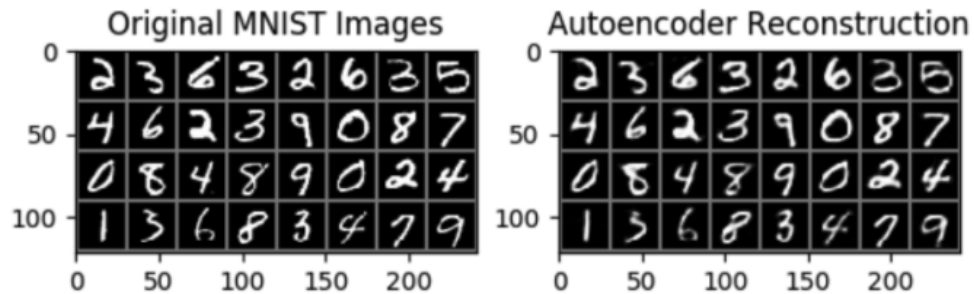 Original MNIST Images
0
50
100
2 3 6 3 2 6 3 5
4 6 2 3 9 0 8 7
0 8 4 8 9 0 2 4
1 3 6 8 3 4 7 9
0 50 100 150 200
Autoencoder Reconstruction
0
50
100
2 3 6 3 2 6 3 5
4 6 2 3 9 0 8 7
0 8 4 8 9 0 2 4
1 3 6 8 3 4 7 9
0 50 100 150 200